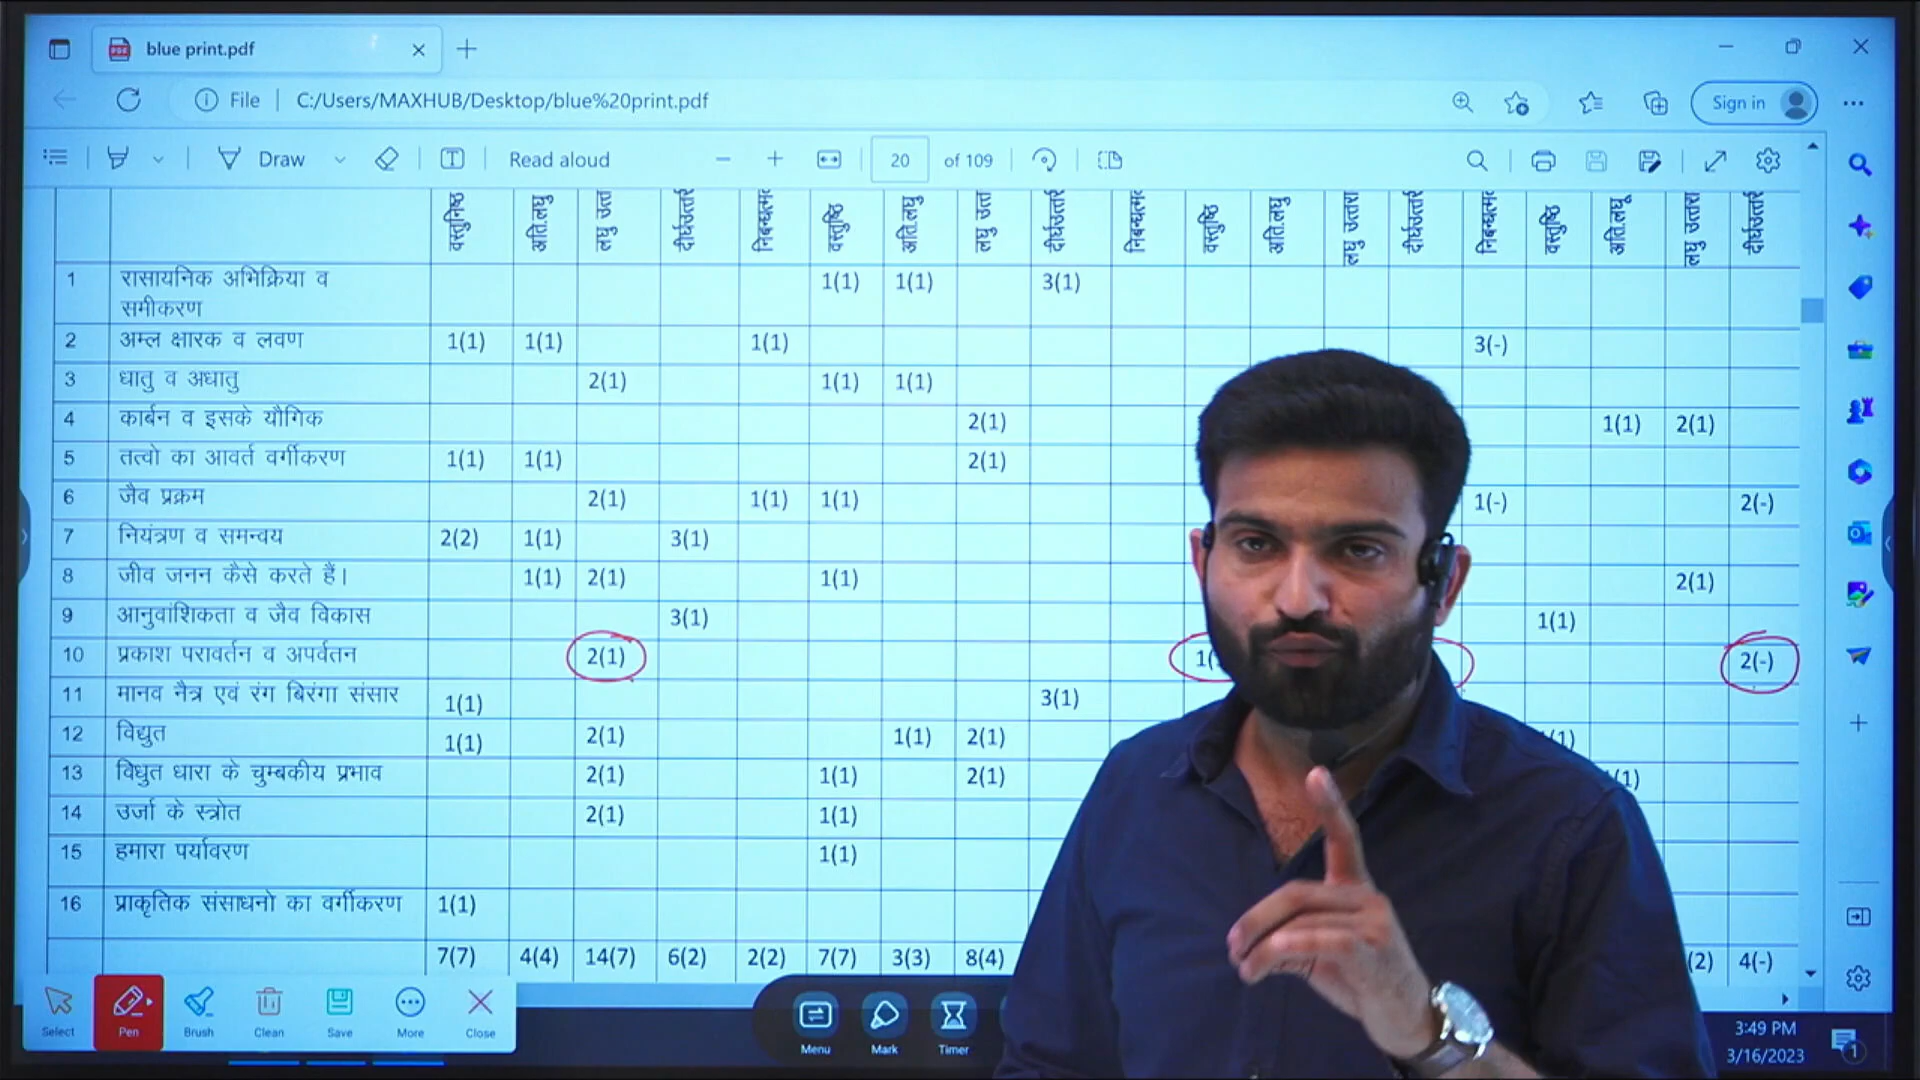 blue print.pdf
File C:/Users/MAXHUB/Desktop/blue%20print.pdf Sign in
Draw Read aloud 20 of 109
वस्तुनिष्ठ अति.लघु लघु उत्त दीर्घउत्तरी निबन्धात्म वस्तुष्ठि अति.लघु लघु उत्त दीर्घउत्तरी निबन्धात्म वस्तुष्ठि अति.लघु लघु उत्तरा दीर्घउत्तरी निबन्धात्म वस्तुष्ठि अति.लघू लघु उत्तरा दीर्घउत्तरी
1 रासायनिक अभिक्रिया व 1(1) 1(1) 3(1)
समीकरण
2 अम्ल क्षारक व लवण 1(1) 1(1) 1(1) 3(-)
3 धातु व अधातु 2(1) 1(1) 1(1)
4 कार्बन व इसके यौगिक 2(1) 1(1) 2(1)
5 तत्वो का आवर्त वर्गीकरण 1(1) 1(1) 2(1)
6 जैव प्रक्रम 2(1) 1(1) 1(1) 1(-) 2(-)
7 नियंत्रण व समन्वय 2(2) 1(1) 3(1)
8 जीव जनन कैसे करते हैं। 1(1) 2(1) 1(1) 2(1)
9 आनुवांशिकता व जैव विकास 3(1) 1(1)
10 प्रकाश परावर्तन व अपर्वतन 2(1) 1( 2(-)
11 मानव नैत्र एवं रंग बिरंगा संसार 1(1) 3(1)
12 विद्युत 1(1) 2(1) 1(1) 2(1) (1)
13 विधुत धारा के चुम्बकीय प्रभाव 2(1) 1(1) 2(1) (1)
14 उर्जा के स्त्रोत 2(1) 1(1)
15 हमारा पर्यावरण 1(1)
16 प्राकृतिक संसाधनो का वर्गीकरण 1(1)
7(7) 4(4) 14(7) 6(2) 2(2) 7(7) 3(3) 8(4) (2) 4(-)
Select Pen Brush Clean Save More Close
Menu Mark Timer
3:49 PM
3/16/2023
1